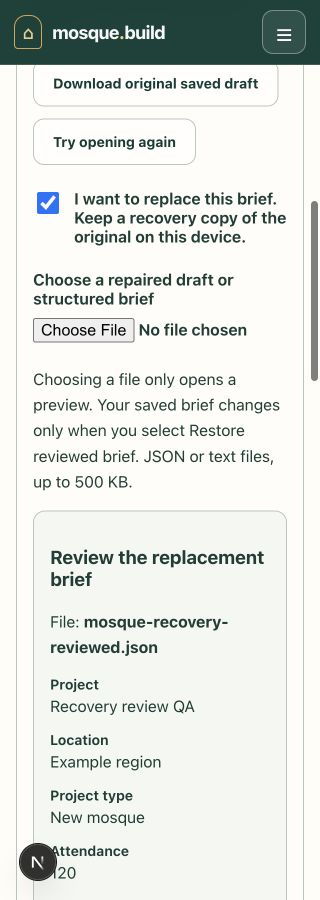 mosque.build
Download original saved draft
Try opening again
I want to replace this brief.
Keep a recovery copy of the
original on this device.
Choose a repaired draft or
structured brief
Choose File No file chosen
Choosing a file only opens a
preview. Your saved brief changes
only when you select Restore
reviewed brief. JSON or text files,
up to 500 KB.
Review the replacement
brief
File: mosque-recovery-
reviewed.json
Project
Recovery review QA
Location
Example region
Project type
New mosque
Attendance
N
120